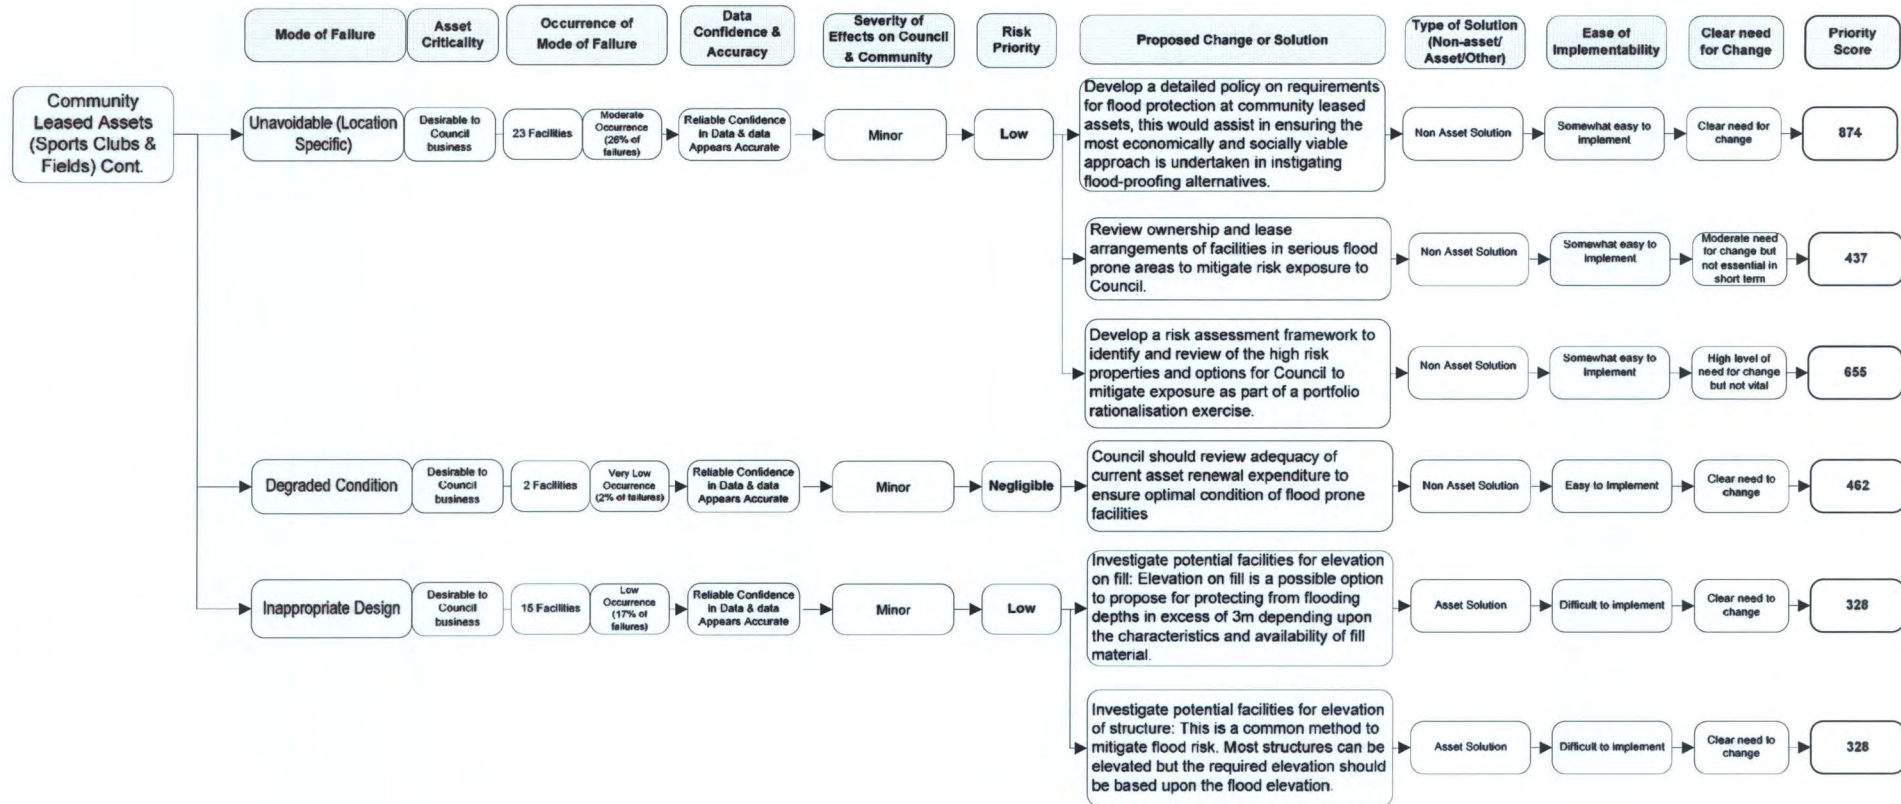 Mode of Failure
Asset
Criticality
Occurrence of
Mode of Failure
Data
Confidence &
Accuracy
Severity of
Effects on Council
& Community
Risk
Priority
Proposed Change or Solution
Type of Solution
(Non-asset/
Asset/Other)
Ease of
Implementability
Clear need
for Change
Priority
Score
Community
Leased Assets
(Sports Clubs &
Fields) Cont.
Unavoidable (Location
Specific)
Desirable to
Council
business
23 Facilities
Moderate
Occurrence
(26% of
failures)
Reliable Confidence
in Data & data
Appears Accurate
Minor
Low
Develop a detailed policy on requirements
for flood protection at community leased
assets, this would assist in ensuring the
most economically and socially viable
approach is undertaken in instigating
flood-proofing alternatives.
Non Asset Solution
Somewhat easy to
implement
Clear need for
change
874
Review ownership and lease
arrangements of facilities in serious flood
prone areas to mitigate risk exposure to
Council.
Non Asset Solution
Somewhat easy to
implement
Moderate need
for change but
not essential in
short term
437
Develop a risk assessment framework to
identify and review of the high risk
properties and options for Council to
mitigate exposure as part of a portfolio
rationalisation exercise.
Non Asset Solution
Somewhat easy to
implement
High level of
need for change
but not vital
655
Degraded Condition
Desirable to
Council
business
2 Facilities
Very Low
Occurrence
(2% of failures)
Reliable Confidence
in Data & data
Appears Accurate
Minor
Negligible
Council should review adequacy of
current asset renewal expenditure to
ensure optimal condition of flood prone
facilities
Non Asset Solution
Easy to implement
Clear need to
change
462
Inappropriate Design
Desirable to
Council
business
15 Facilities
Low
Occurrence
(17% of
failures)
Reliable Confidence
in Data & data
Appears Accurate
Minor
Low
Investigate potential facilities for elevation
on fill: Elevation on fill is a possible option
to propose for protecting from flooding
depths in excess of 3m depending upon
the characteristics and availability of fill
material.
Asset Solution
Difficult to implement
Clear need to
change
328
Investigate potential facilities for elevation
of structure: This is a common method to
mitigate flood risk. Most structures can be
elevated but the required elevation should
be based upon the flood elevation.
Asset Solution
Difficult to implement
Clear need to
change
328